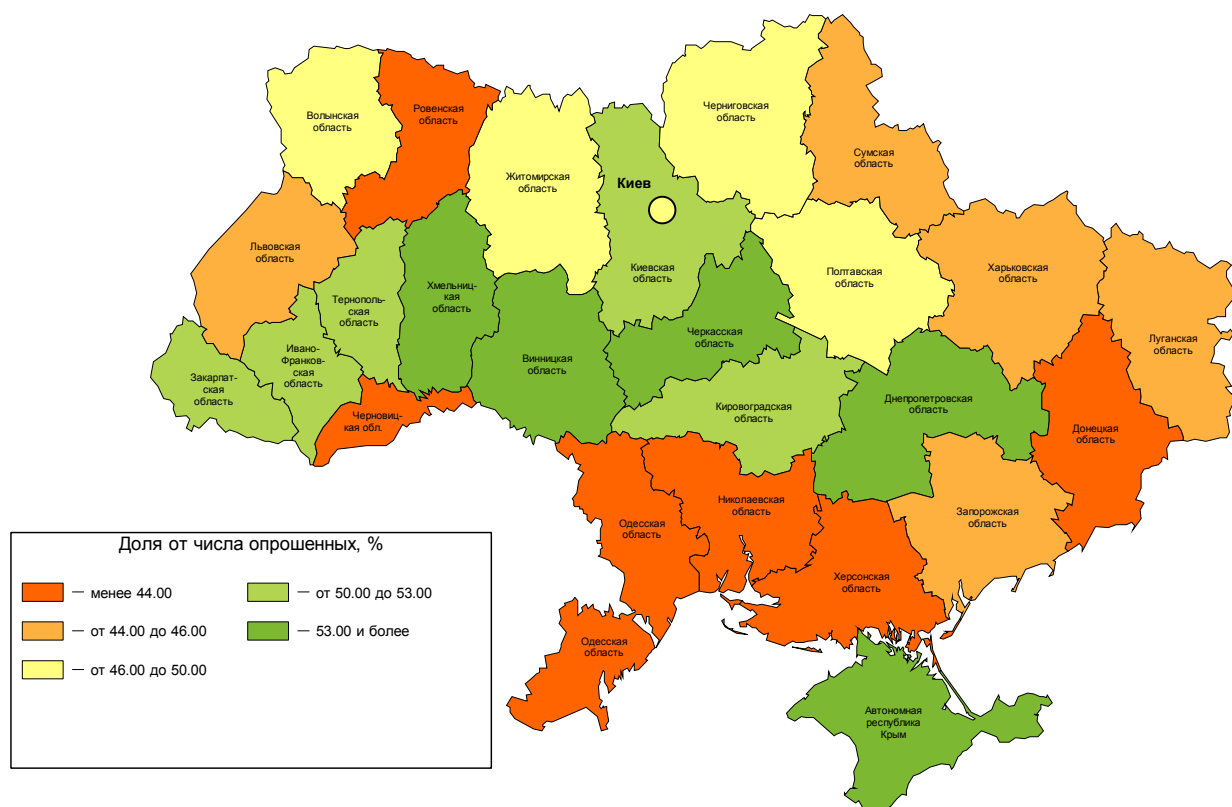 Волынская
область
Ровенская
область
Житомирская
область
Киев
Киевская
область
Черниговская
область
Сумская
область
Львовская
область
Тернополь-
ская
область
Хмельниц-
кая
область
Винницкая
область
Черкасская
область
Полтавская
область
Харьковская
область
Луганская
область
Закарпат-
ская
область
Ивано-
Франков-
ская
область
Черновиц-
кая обл.
Кировоградская
область
Днепропетровская
область
Донецкая
область
Одесская
область
Николаевская
область
Запорожская
область
Херсонская
область
Одесская
область
Автономная
республика
Крым
Доля от числа опрошенных, %
— менее 44.00
— от 44.00 до 46.00
— от 46.00 до 50.00
— от 50.00 до 53.00
— 53.00 и более